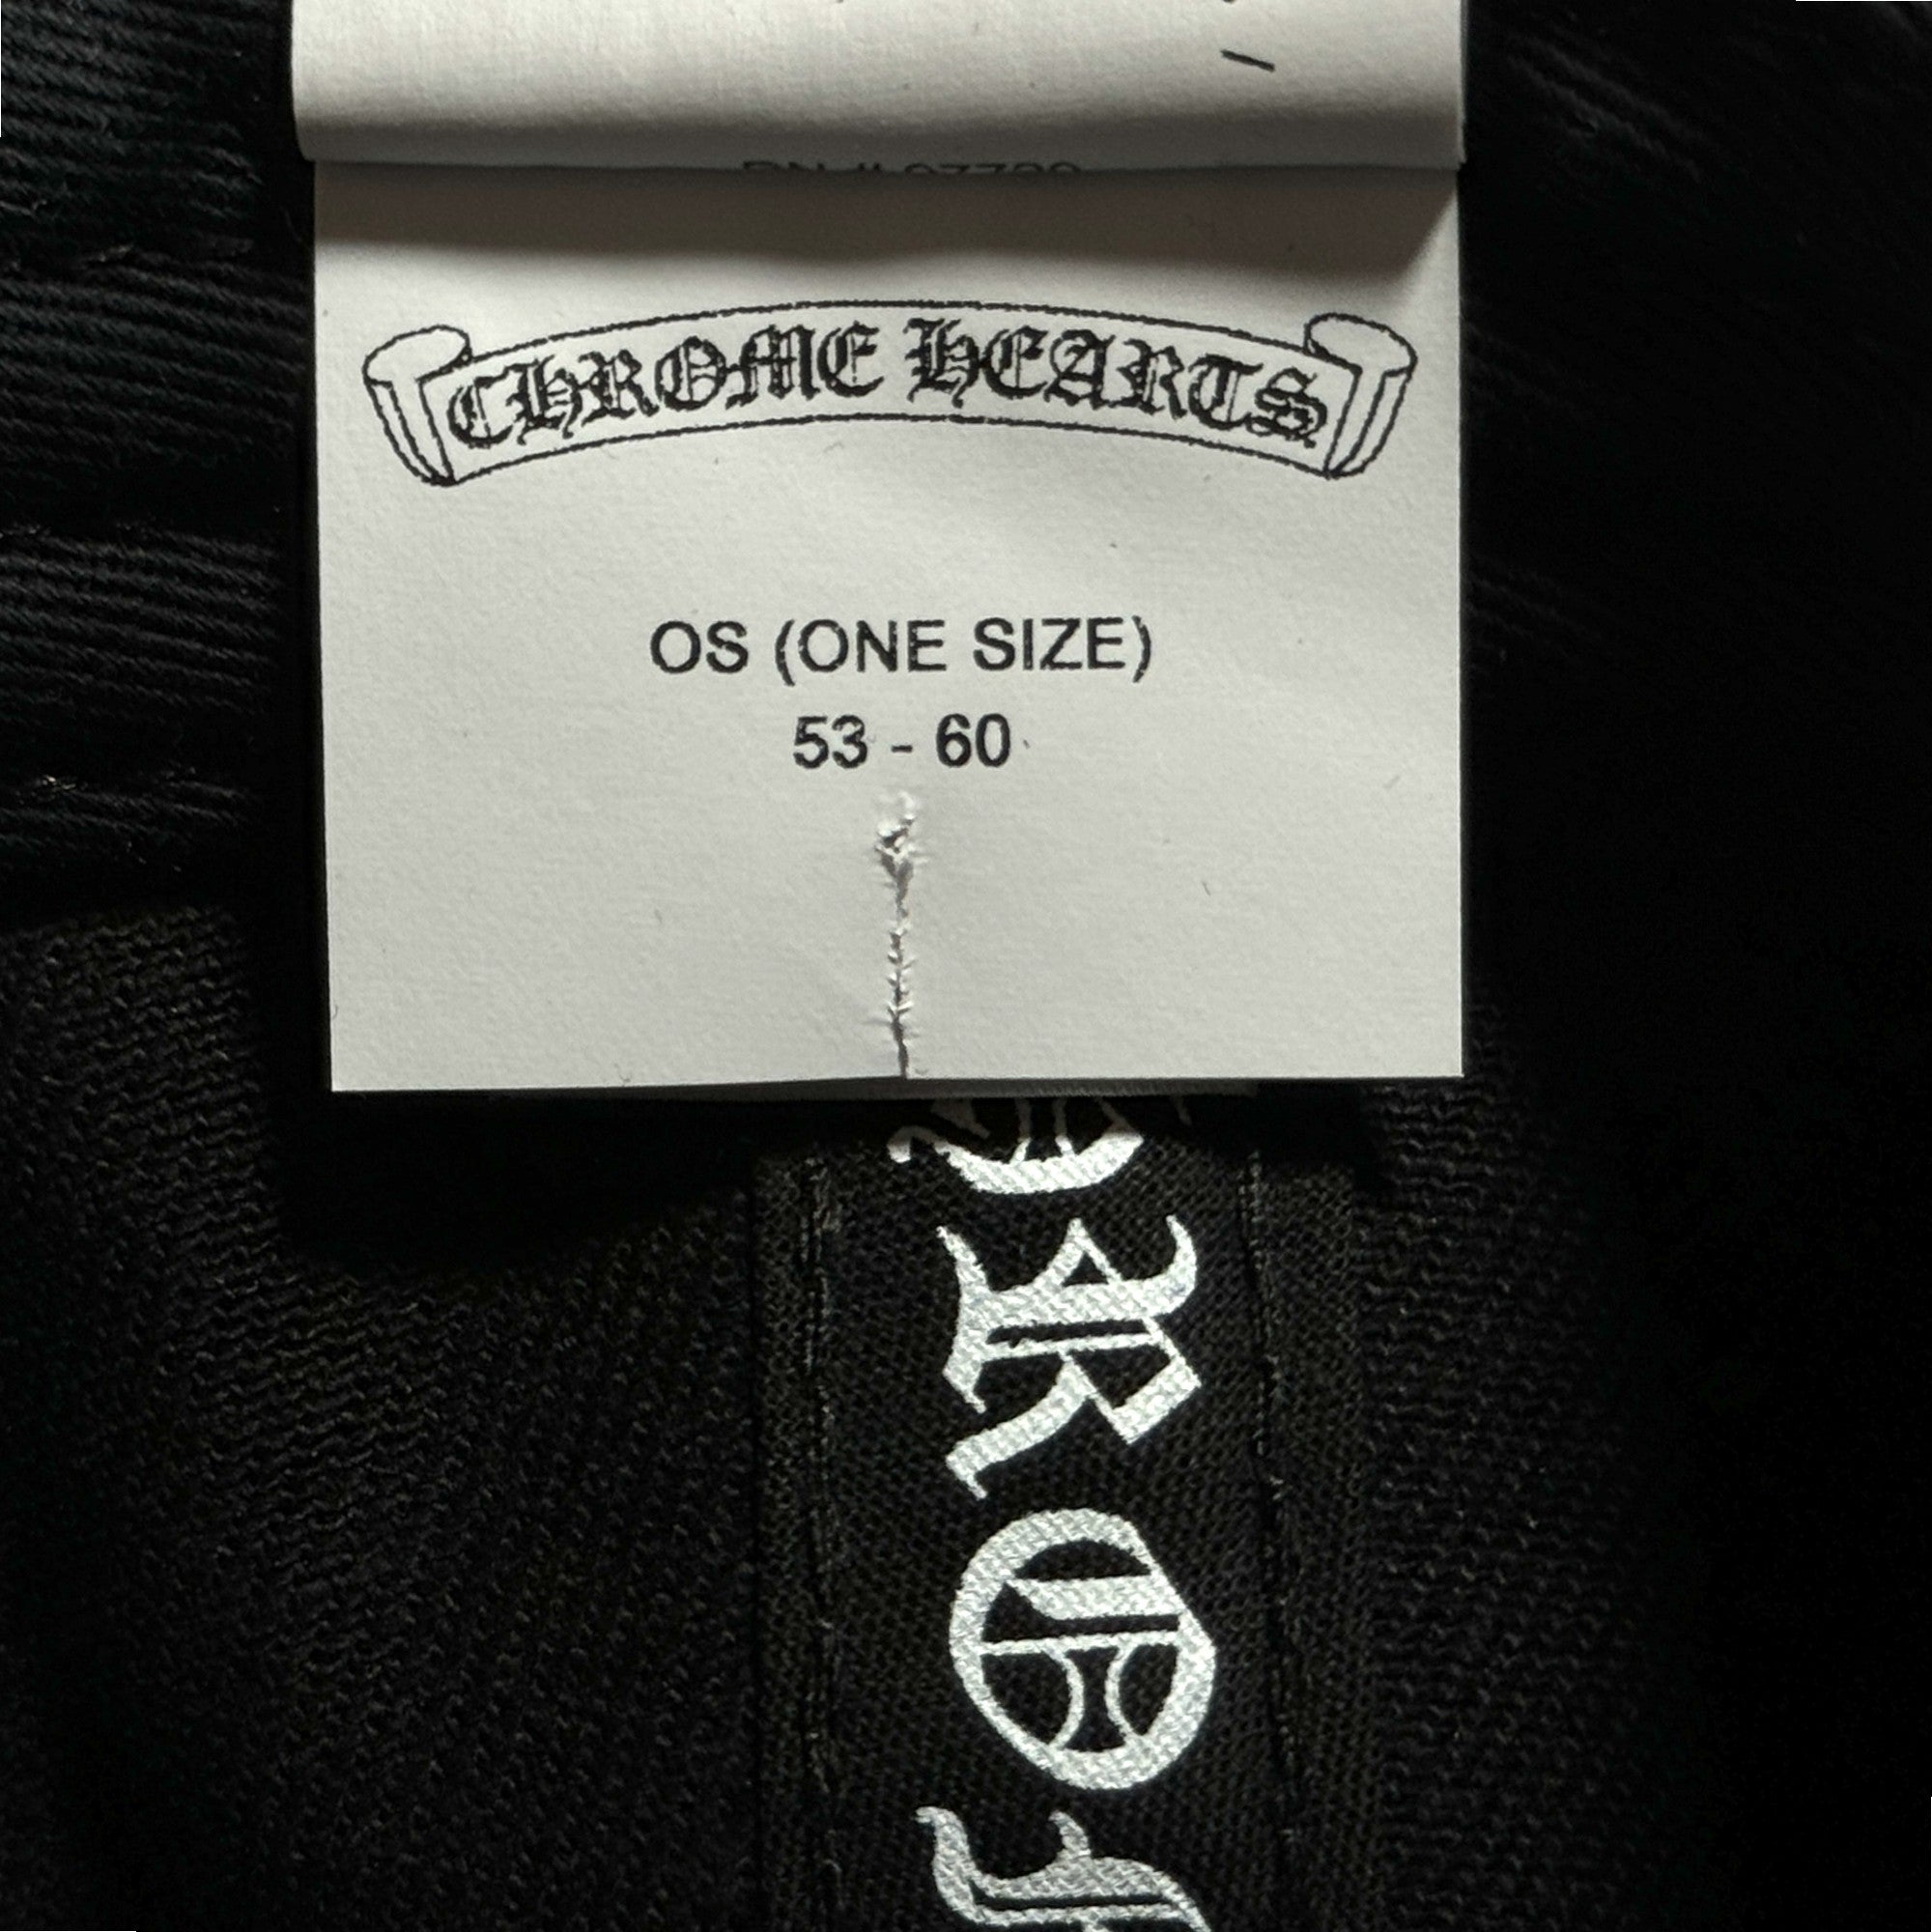 CHROME HEARTS
OS (ONE SIZE)
53 - 60